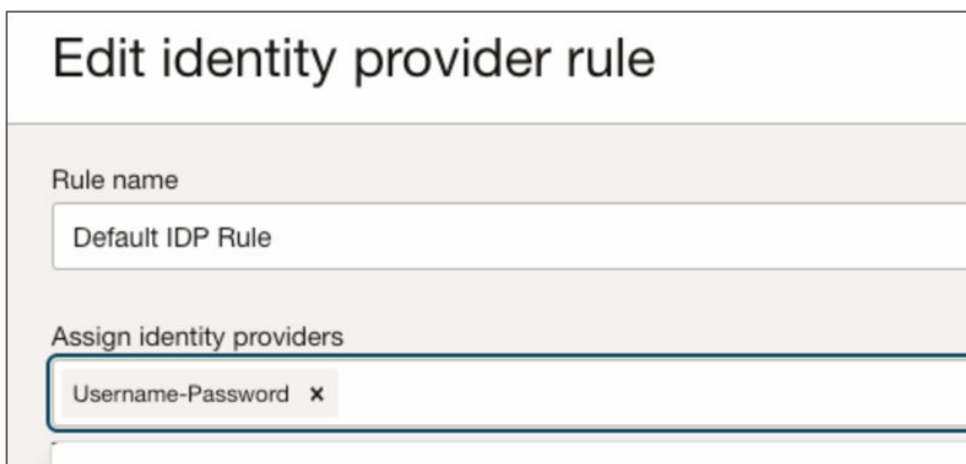 Edit identity provider rule
Rule name
Default IDP Rule
Assign identity providers
Username-Password ×